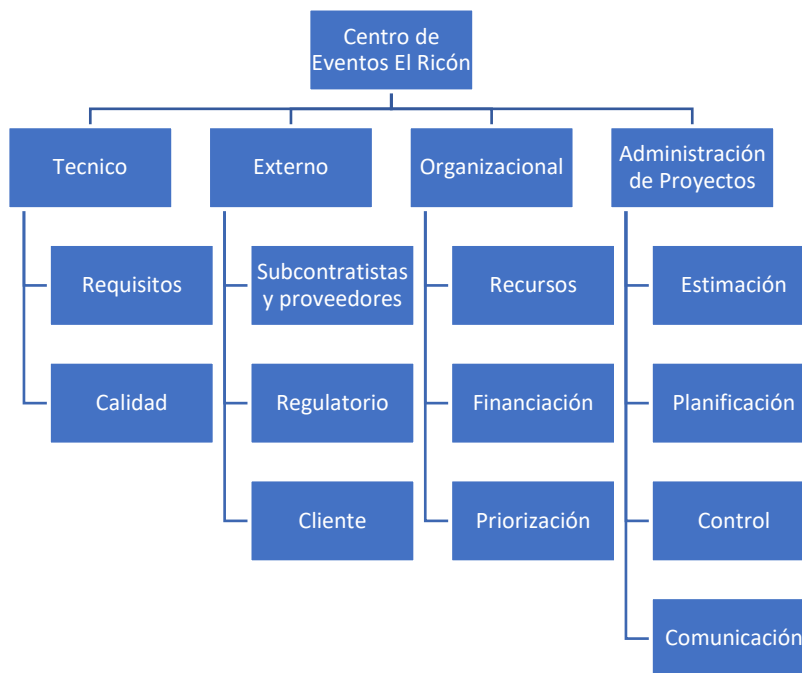 Centro de
Eventos El Ricón
Tecnico
Externo
Organizacional
Administración
de Proyectos
Requisitos
Calidad
Subcontratistas
y proveedores
Regulatorio
Cliente
Recursos
Financiación
Priorización
Estimación
Planificación
Control
Comunicación